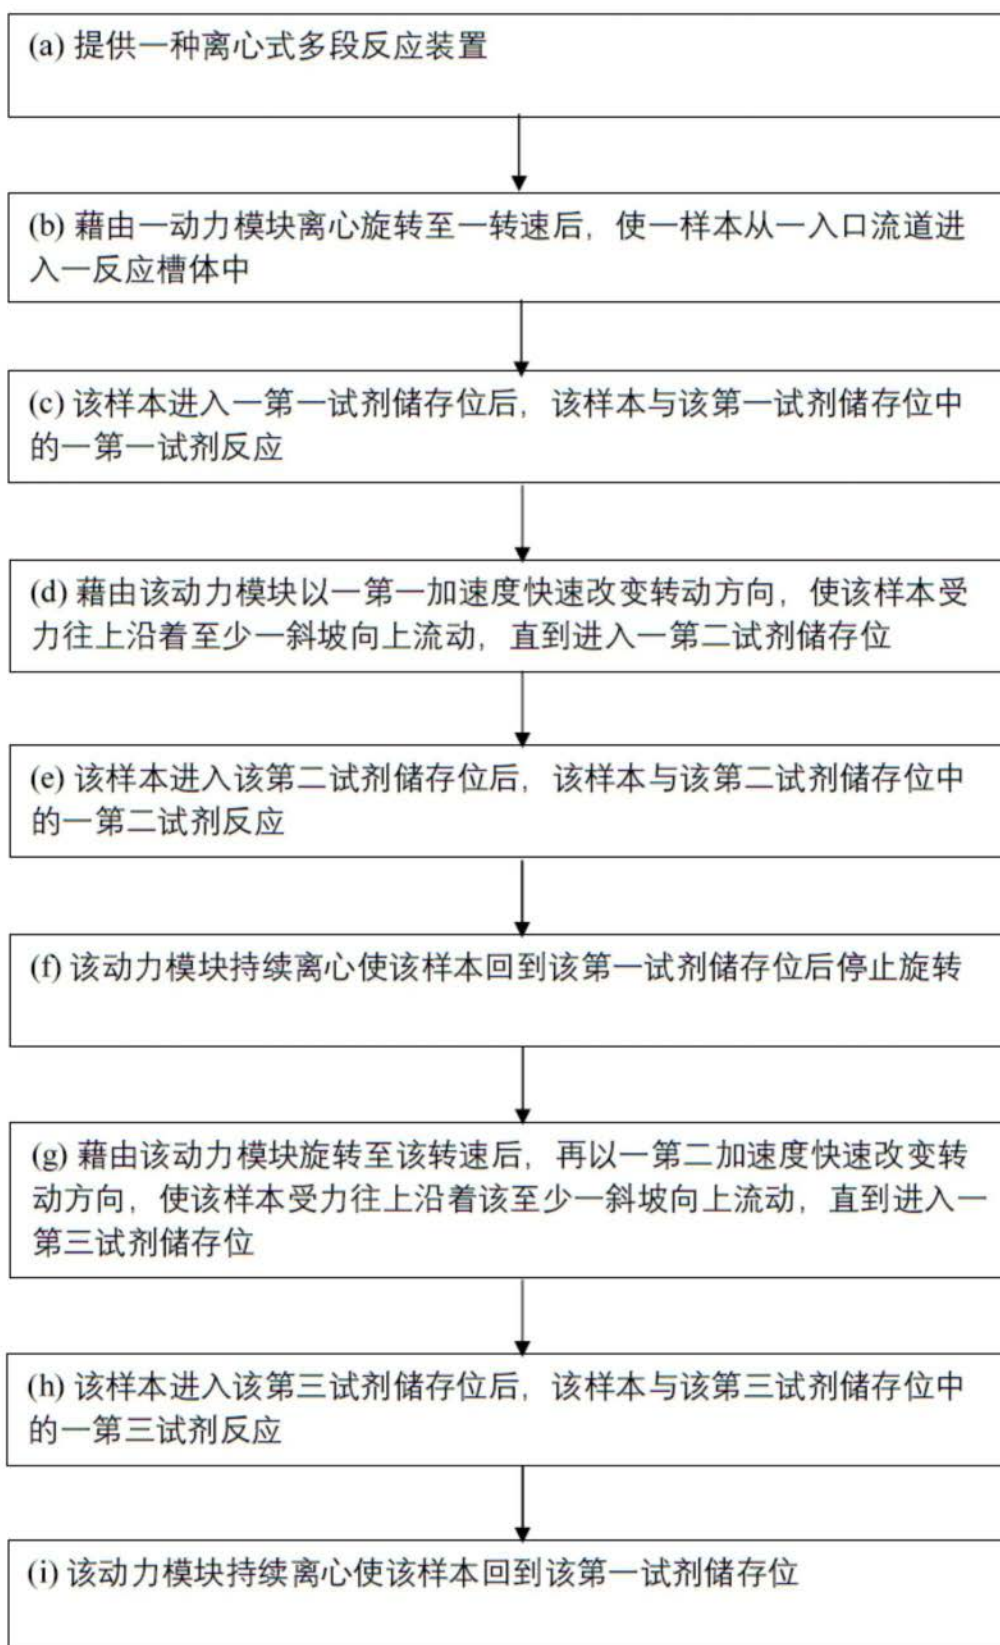 (a) 提供一种离心式多段反应装置
(b) 藉由一动力模块离心旋转至一转速后，使一样本从一入口流道进
入一反应槽体中
(c) 该样本进入一第一试剂储存位后，该样本与该第一试剂储存位中
的一第一试剂反应
(d) 藉由该动力模块以一第一加速度快速改变转动方向，使该样本受
力往上沿着至少一斜坡向上流动，直到进入一第二试剂储存位
(e) 该样本进入该第二试剂储存位后，该样本与该第二试剂储存位中
的一第二试剂反应
(f) 该动力模块持续离心使该样本回到该第一试剂储存位后停止旋转
(g) 藉由该动力模块旋转至该转速后，再以一第二加速度快速改变转
动方向，使该样本受力往上沿着该至少一斜坡向上流动，直到进入一
第三试剂储存位
(h) 该样本进入该第三试剂储存位后，该样本与该第三试剂储存位中
的一第三试剂反应
(i) 该动力模块持续离心使该样本回到该第一试剂储存位